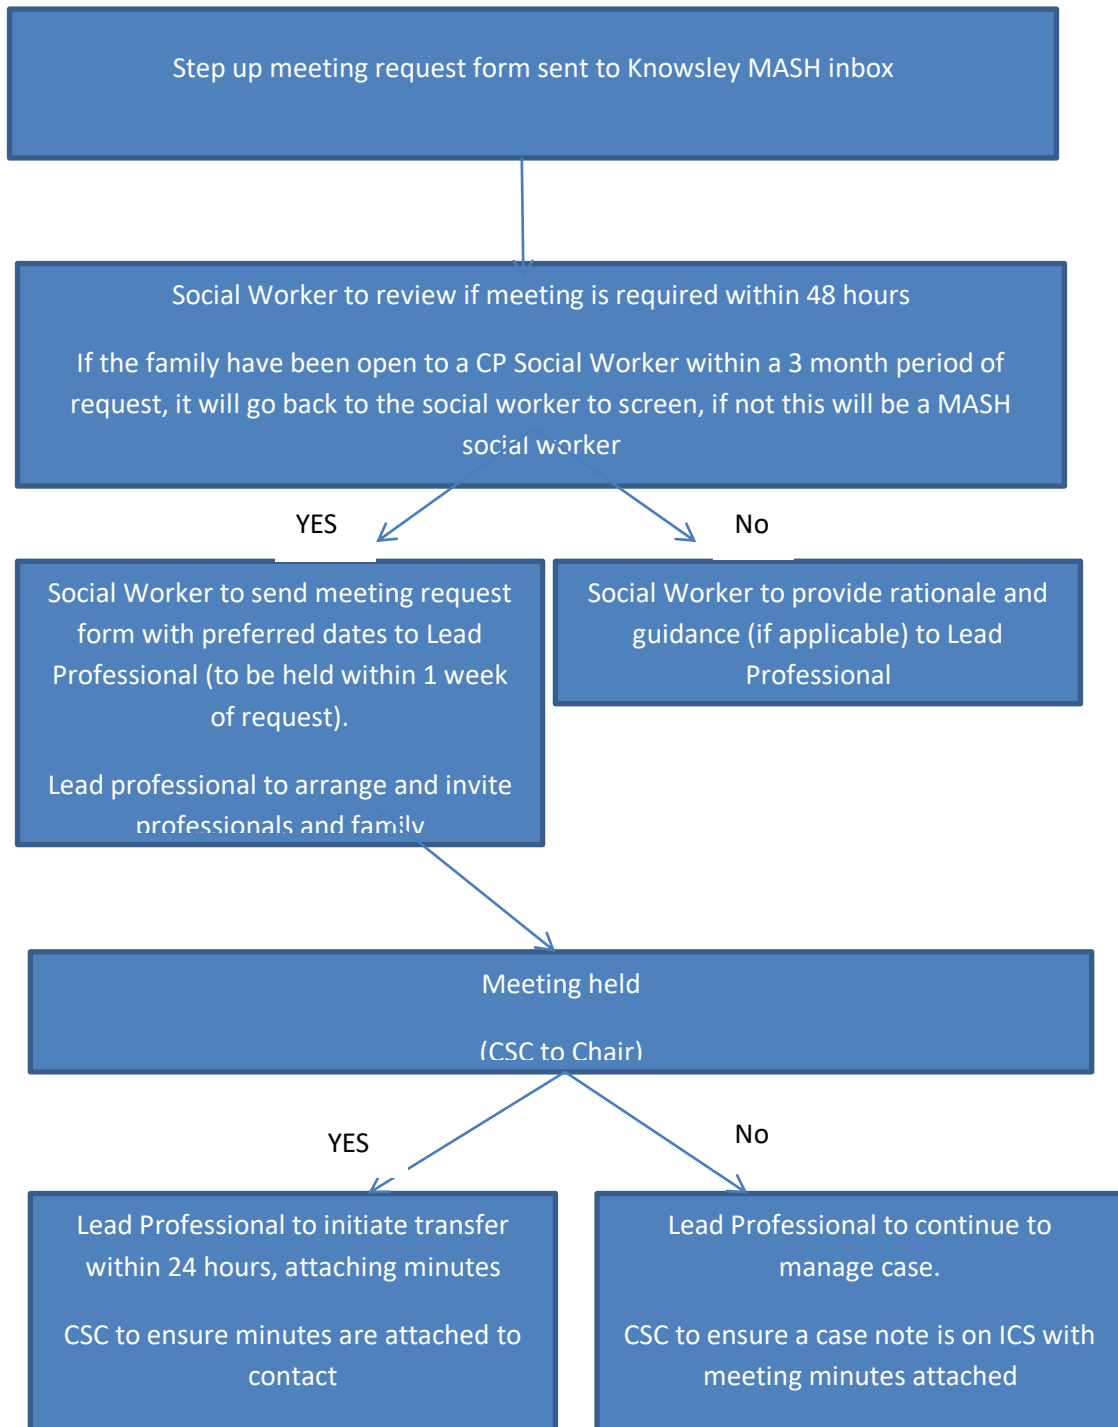 Step up meeting request form sent to Knowsley MASH inbox
Social Worker to review if meeting is required within 48 hours
If the family have been open to a CP Social Worker within a 3 month period of
request, it will go back to the social worker to screen, if not this will be a MASH
social worker
YES
No
Social Worker to send meeting request
form with preferred dates to Lead
Professional (to be held within 1 week
of request).
Lead professional to arrange and invite
professionals and family
Social Worker to provide rationale and
guidance (if applicable) to Lead
Professional
Meeting held
(CSC to Chair)
YES
No
Lead Professional to initiate transfer
within 24 hours, attaching minutes
CSC to ensure minutes are attached to
contact
Lead Professional to continue to
manage case.
CSC to ensure a case note is on ICS with
meeting minutes attached